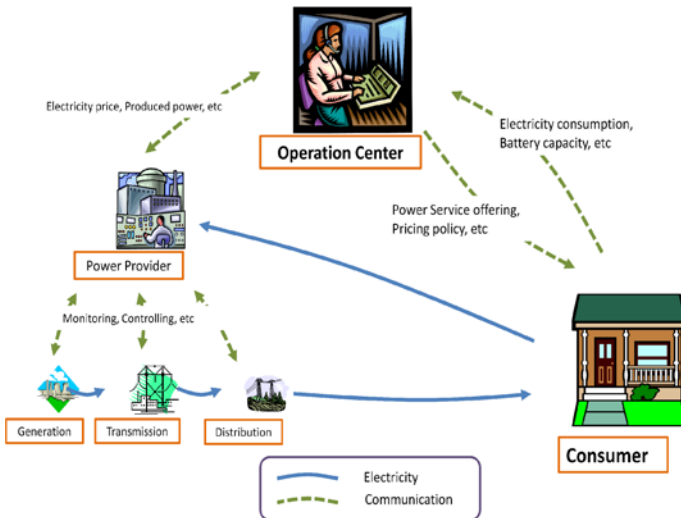 Electricity price, Produced power, etc
Operation Center
Electricity consumption,
Battery capacity, etc
Power Service offering,
Pricing policy, etc
Power Provider
Monitoring, Controlling, etc
Generation
Transmission
Distribution
Consumer
Electricity
Communication